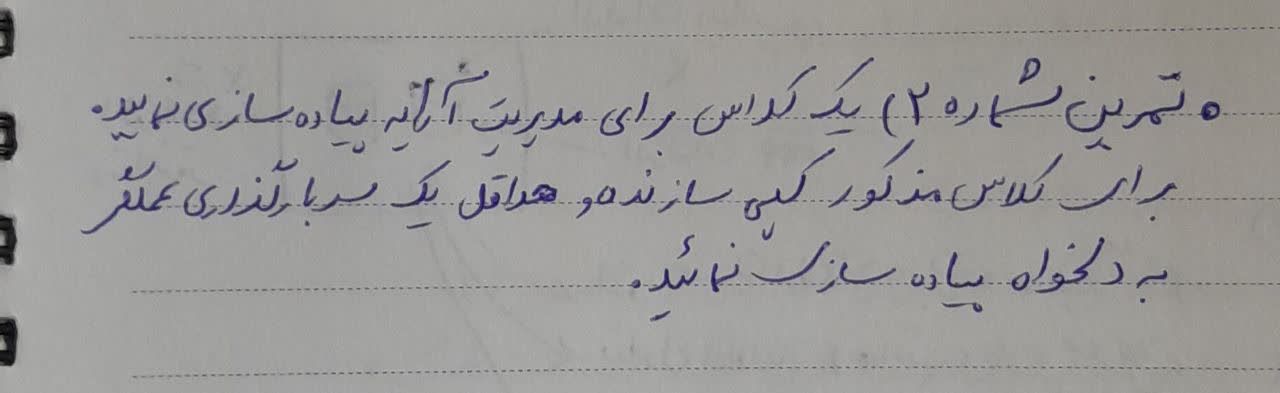 • تمرین شماره ۲) یک کلاس برای مدیریت آرایه پیاده سازی نمایید.
برای کلاس مذکور کپی سازنده و حداقل یک سربارگذاری عملگر
به دلخواه پیاده سازی نمائید.